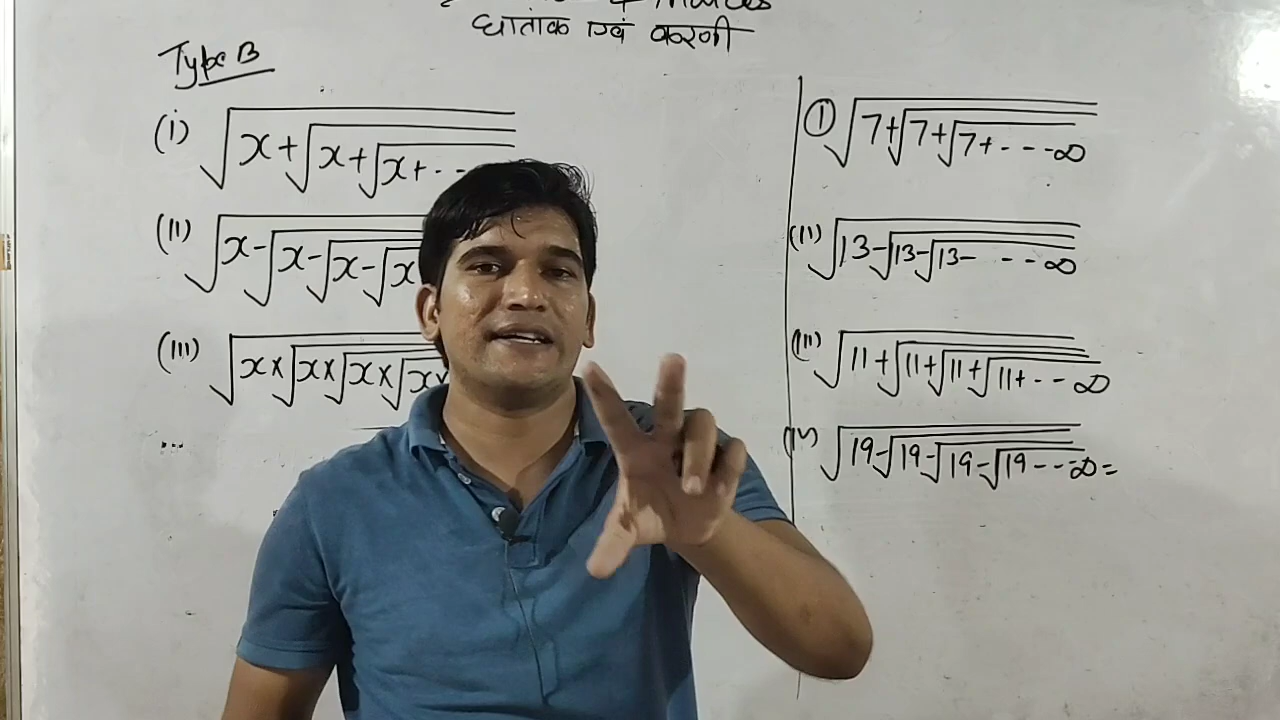 घातांक एवं करणी
Type B
(i) √x+√x+√x+...
(II) √x-√x-√x-√x
(III) √x×√x×√x×√x×
...
① √7+√7+√7+---∞
(II) √13-√13-√13- ---∞
(III) √11+√11+√11+√11+--∞
(IV) √19-√19-√19-√19---∞=